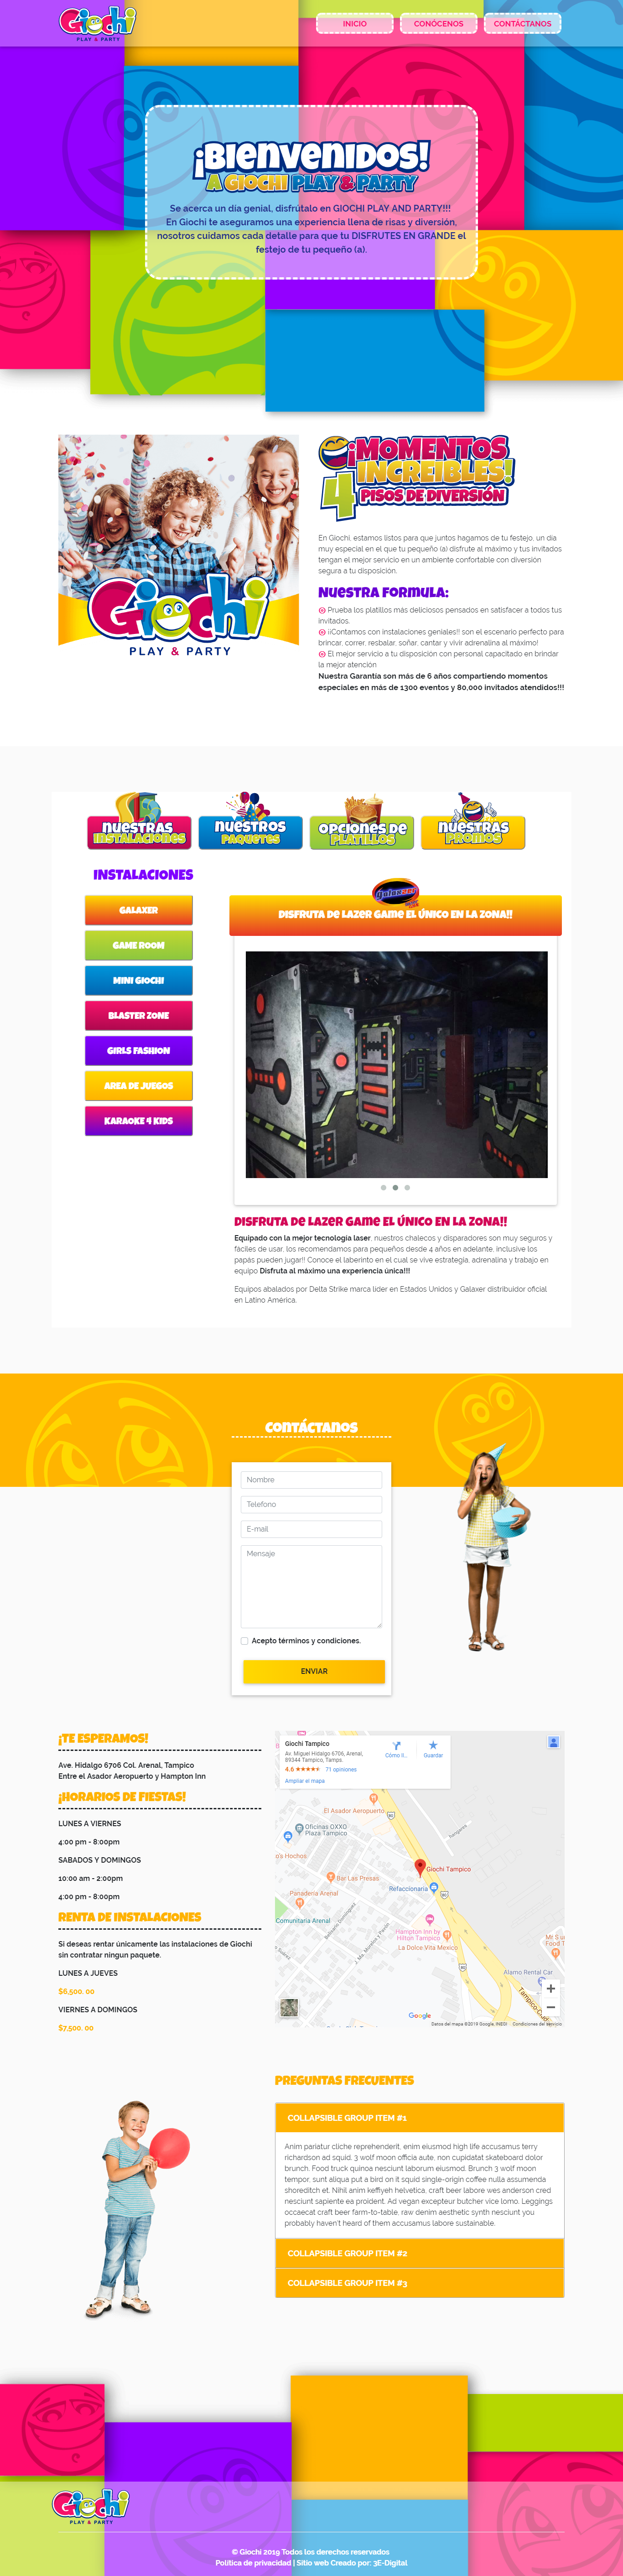 Giochi
PLAY & PARTY
INICIO
CONÓCENOS
CONTÁCTANOS
¡Bienvenidos!
A GIOCHI PLAY & PARTY
Se acerca un día genial, disfrútalo en GIOCHI PLAY AND PARTY!!!
En Giochi te aseguramos una experiencia llena de risas y diversión,
nosotros cuidamos cada detalle para que tu DISFRUTES EN GRANDE el
festejo de tu pequeño (a).
¡MOMENTOS
INCREIBLES!
4 PISOS DE DIVERSIÓN
En Giochi, estamos listos para que juntos hagamos de tu festejo, un día
muy especial en el que tu pequeño (a) disfrute al máximo y tus invitados
tengan el mejor servicio en un ambiente confortable con diversión
segura a tu disposición.
Nuestra Formula:
Prueba los platillos más deliciosos pensados en satisfacer a todos tus
invitados.
¡¡Contamos con instalaciones geniales!! son el escenario perfecto para
brincar, correr, resbalar, soñar, cantar y vivir adrenalina al máximo!
El mejor servicio a tu disposición con personal capacitado en brindar
la mejor atención
Nuestra Garantía son más de 6 años compartiendo momentos
especiales en más de 1300 eventos y 80,000 invitados atendidos!!!
Giochi
PLAY & PARTY
NUESTRAS
INSTALACIONES
NUESTROS
PAQUETES
OPCIONES DE
PLATILLOS
NUESTRAS
PROMOS
INSTALACIONES
GALAXER
GAME ROOM
MINI GIOCHI
BLASTER ZONE
GIRLS FASHION
AREA DE JUEGOS
KARAOKE 4 KIDS
Galaxer
Disfruta de Lazer Game EL ÚNICO EN LA ZONA!!
Disfruta de Lazer Game EL ÚNICO EN LA ZONA!!
Equipado con la mejor tecnología laser, nuestros chalecos y disparadores son muy seguros y
fáciles de usar, los recomendamos para pequeños desde 4 años en adelante, inclusive los
papás pueden jugar!! Conoce el laberinto en el cual se vive estrategia, adrenalina y trabajo en
equipo Disfruta al máximo una experiencia única!!!
Equipos abalados por Delta Strike marca líder en Estados Unidos y Galaxer distribuidor oficial
en Latino América.
Contáctanos
Nombre
Telefono
E-mail
Mensaje
Acepto términos y condiciones.
ENVIAR
¡TE ESPERAMOS!
Ave. Hidalgo 6706 Col. Arenal, Tampico
Entre el Asador Aeropuerto y Hampton Inn
¡HORARIOS DE FIESTAS!
LUNES A VIERNES
4:00 pm - 8:00pm
SABADOS Y DOMINGOS
10:00 am - 2:00pm
4:00 pm - 8:00pm
RENTA DE INSTALACIONES
Si deseas rentar únicamente las instalaciones de Giochi
sin contratar ningun paquete.
LUNES A JUEVES
$6,500. 00
VIERNES A DOMINGOS
$7,500. 00
Giochi Tampico
Av. Miguel Hidalgo 6706, Arenal,
89344 Tampico, Tamps.
4.6
71 opiniones
Ampliar el mapa
Cómo ll...
Guardar
El Asador Aeropuerto
Oficinas OXXO
Plaza Tampico
o's Hochos
Bar Las Presas
Panaderia Arenal
Comunitaria Arenal
Giochi Tampico
Refaccionaria
Hampton Inn by
Hilton Tampico
La Dolce Vita Mexico
Alamo Rental Car
Google
Datos del mapa ©2019 Google, INEGI
Condiciones del servicio
PREGUNTAS FRECUENTES
COLLAPSIBLE GROUP ITEM #1
Anim pariatur cliche reprehenderit, enim eiusmod high life accusamus terry
richardson ad squid. 3 wolf moon officia aute, non cupidatat skateboard dolor
brunch. Food truck quinoa nesciunt laborum eiusmod. Brunch 3 wolf moon
tempor, sunt aliqua put a bird on it squid single-origin coffee nulla assumenda
shoreditch et. Nihil anim keffiyeh helvetica, craft beer labore wes anderson cred
nesciunt sapiente ea proident. Ad vegan excepteur butcher vice lomo. Leggings
occaecat craft beer farm-to-table, raw denim aesthetic synth nesciunt you
probably haven't heard of them accusamus labore sustainable.
COLLAPSIBLE GROUP ITEM #2
COLLAPSIBLE GROUP ITEM #3
Giochi
PLAY & PARTY
© Giochi 2019 Todos los derechos reservados
Política de privacidad | Sitio web Creado por: 3E-Digital